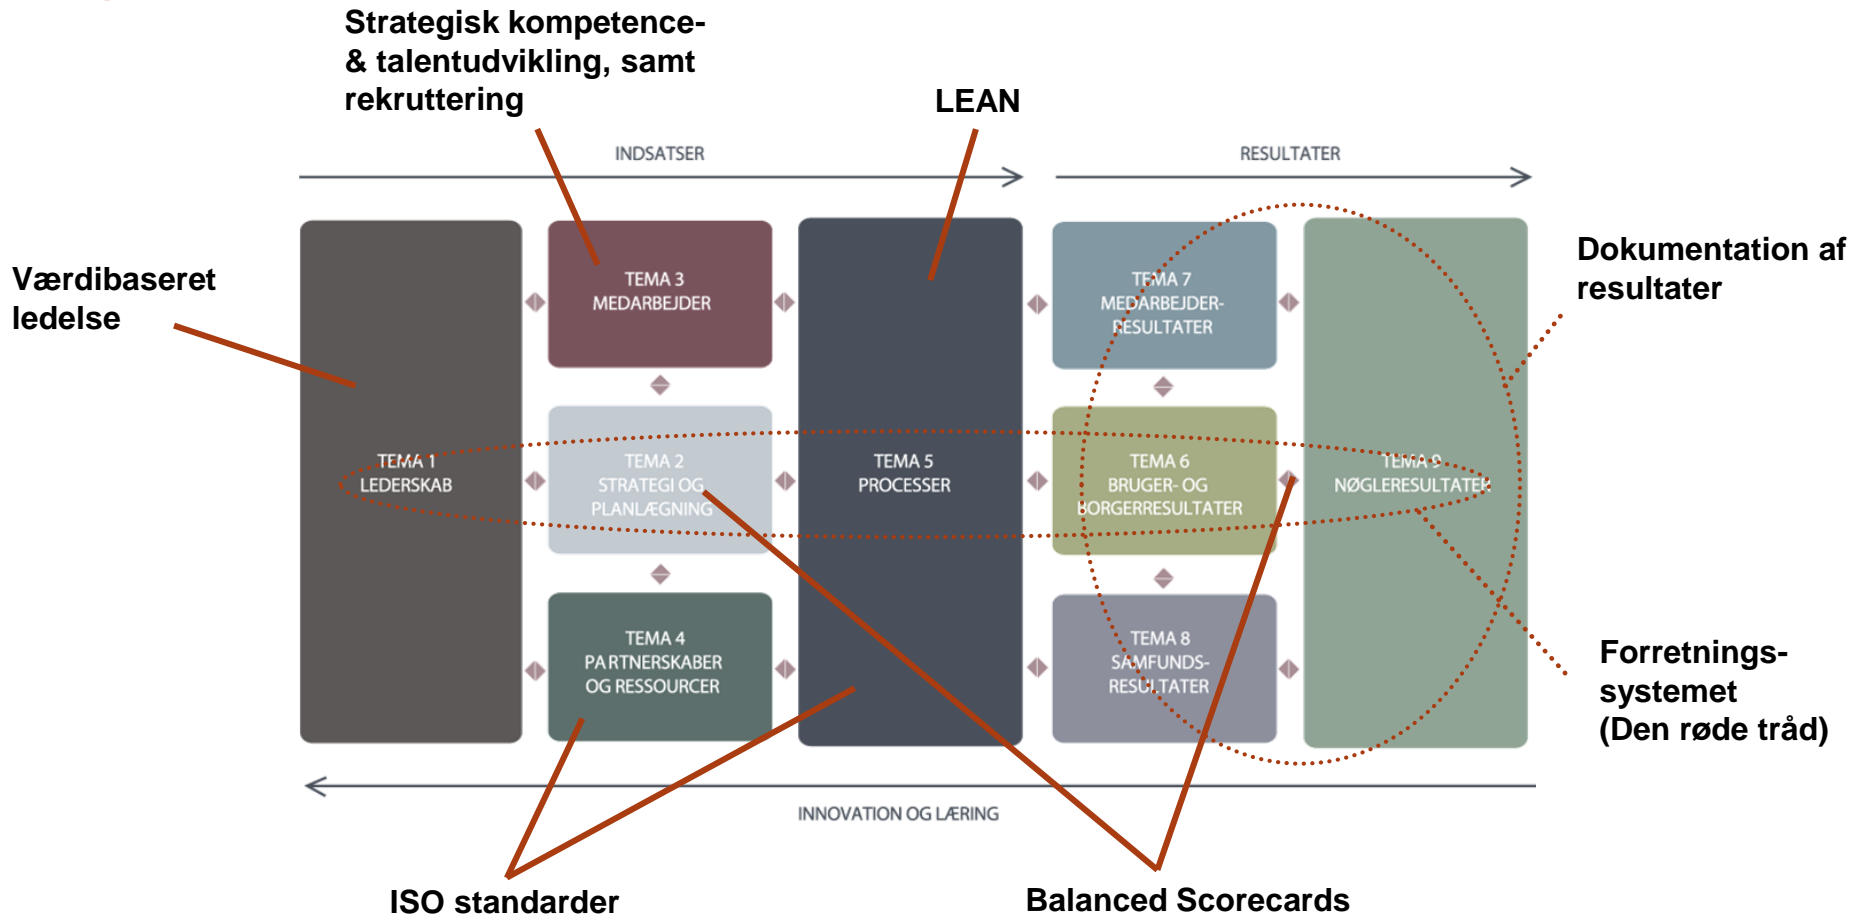 Strategisk kompetence-
& talentudvikling, samt
rekruttering
LEAN
INDSATSER
RESULTATER
Værdibaseret
ledelse
TEMA 3
MEDARBEJDER
TEMA 7
MEDARBEJDER-
RESULTATER
Dokumentation af
resultater
TEMA 1
LEDERSKAB
TEMA 2
STRATEGI OG
PLANLÆGNING
TEMA 5
PROCESSER
TEMA 6
BRUGER- OG
BORGERRESULTATER
TEMA 9
NØGLERESULTATER
TEMA 4
PARTNERSKABER
OG RESSOURCER
TEMA 8
SAMFUNDS-
RESULTATER
Forretnings-
systemet
(Den røde tråd)
INNOVATION OG LÆRING
ISO standarder
Balanced Scorecards